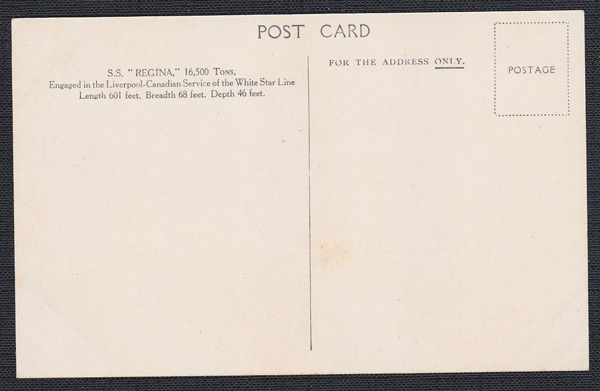 POST CARD
S.S. "REGINA," 16,500 TONS,
Engaged in the Liverpool-Canadian Service of the White Star Line
Length 601 feet. Breadth 68 feet. Depth 46 feet.
FOR THE ADDRESS ONLY.
POSTAGE